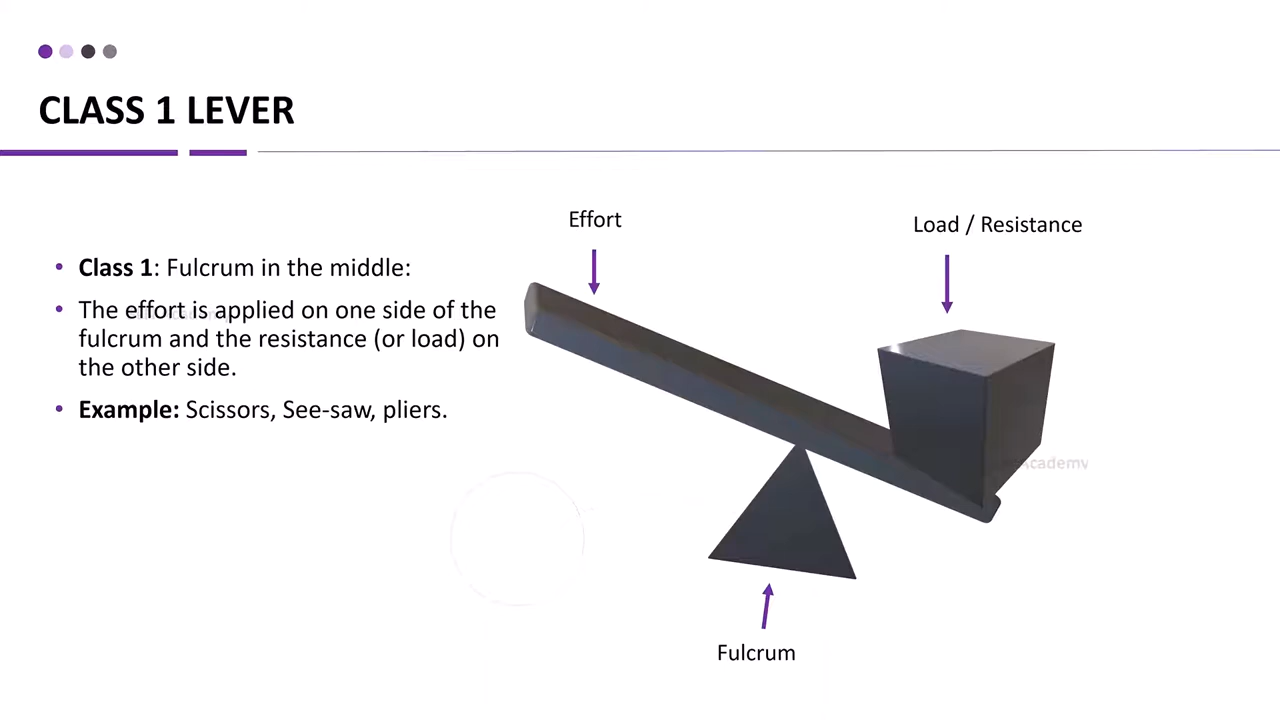 CLASS 1 LEVER
Effort
Load / Resistance
• Class 1: Fulcrum in the middle:
• The effort is applied on one side of the
fulcrum and the resistance (or load) on
the other side.
• Example: Scissors, See-saw, pliers.
Fulcrum